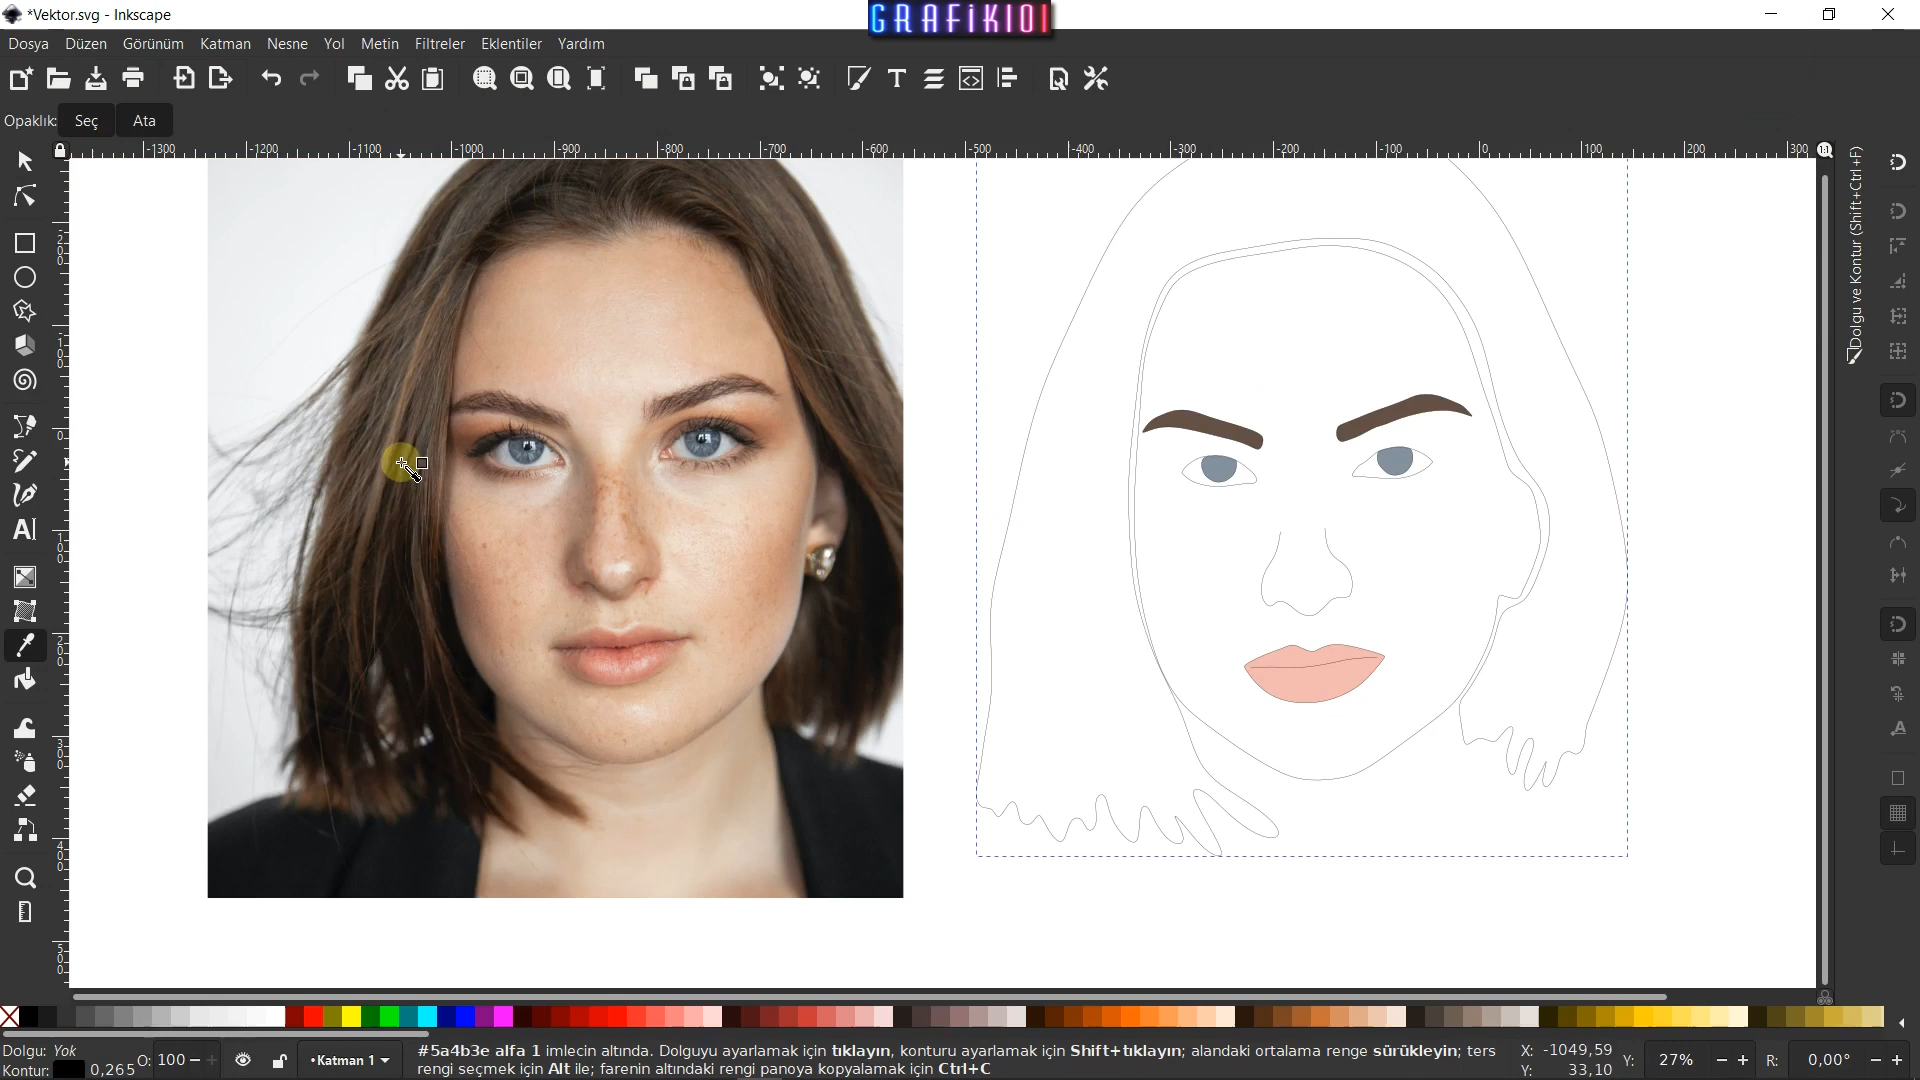 *Vektor.svg - Inkscape
GRAFiK101
Dosya Düzen Görünüm Katman Nesne Yol Metin Filtreler Eklentiler Yardım
Opaklık: Seç Ata
-1300 -1200 -1100 -1000 -900 -800 -700 -600 -500 -400 -300 -200 -100 0 100 200 300
1:1
Dolgu ve Kontur (Shift+Ctrl+F)
Dolgu: Yok
Kontur: 0,265 O: 100
•Katman 1
#5a4b3e alfa 1 imlecin altında. Dolguyu ayarlamak için tıklayın, konturu ayarlamak için Shift+tıklayın; alandaki ortalama renge sürükleyin; ters
rengi seçmek için Alt ile; farenin altındaki rengi panoya kopyalamak için Ctrl+C
X: -1049,59
Y: 33,10
Y: 27%
R: 0,00°